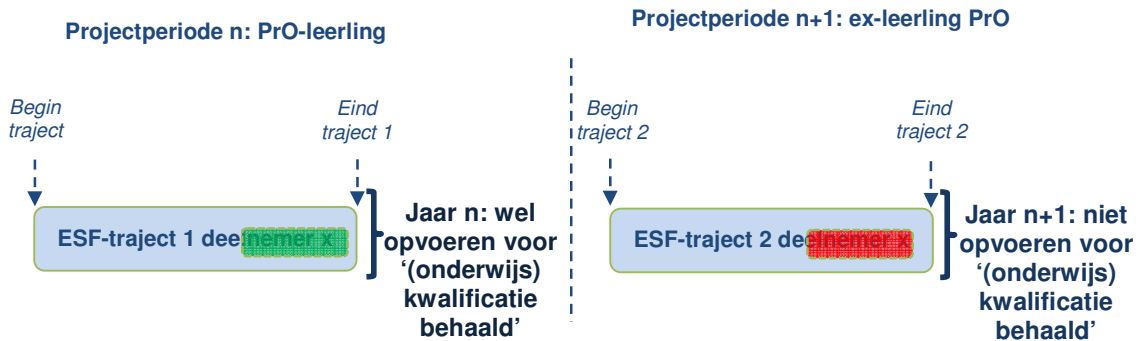 Projectperiode n: PrO-leerling
Projectperiode n+1: ex-leerling PrO
Begin
traject
Eind
traject 1
Begin
traject 2
Eind
traject 2
ESF-traject 1 deelnemer x
Jaar n: wel
opvoeren voor
‘(onderwijs)
kwalificatie
behaald’
ESF-traject 2 deelnemer x
Jaar n+1: niet
opvoeren voor
‘(onderwijs)
kwalificatie
behaald’